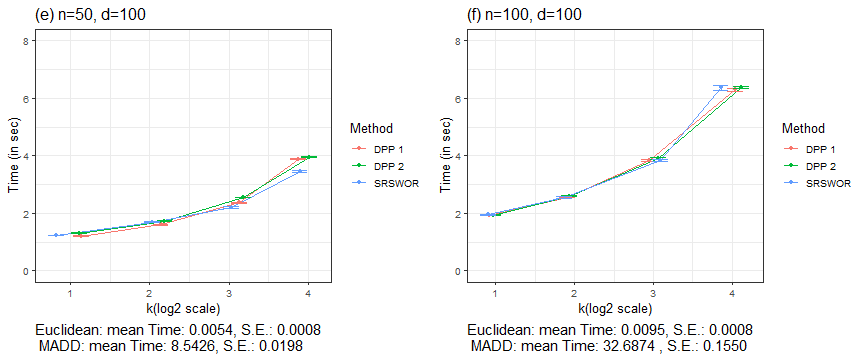 (e) n=50, d=100
8
6
4
2
0
Time (in sec)
1 2 3 4
k(log2 scale)
Method
DPP 1
DPP 2
SRSWOR
Euclidean: mean Time: 0.0054, S.E.: 0.0008
MADD: mean Time: 8.5426, S.E.: 0.0198
(f) n=100, d=100
8
6
4
2
0
Time (in sec)
1 2 3 4
k(log2 scale)
Method
DPP 1
DPP 2
SRSWOR
Euclidean: mean Time: 0.0095, S.E.: 0.0008
MADD: mean Time: 32.6874 , S.E.: 0.1550